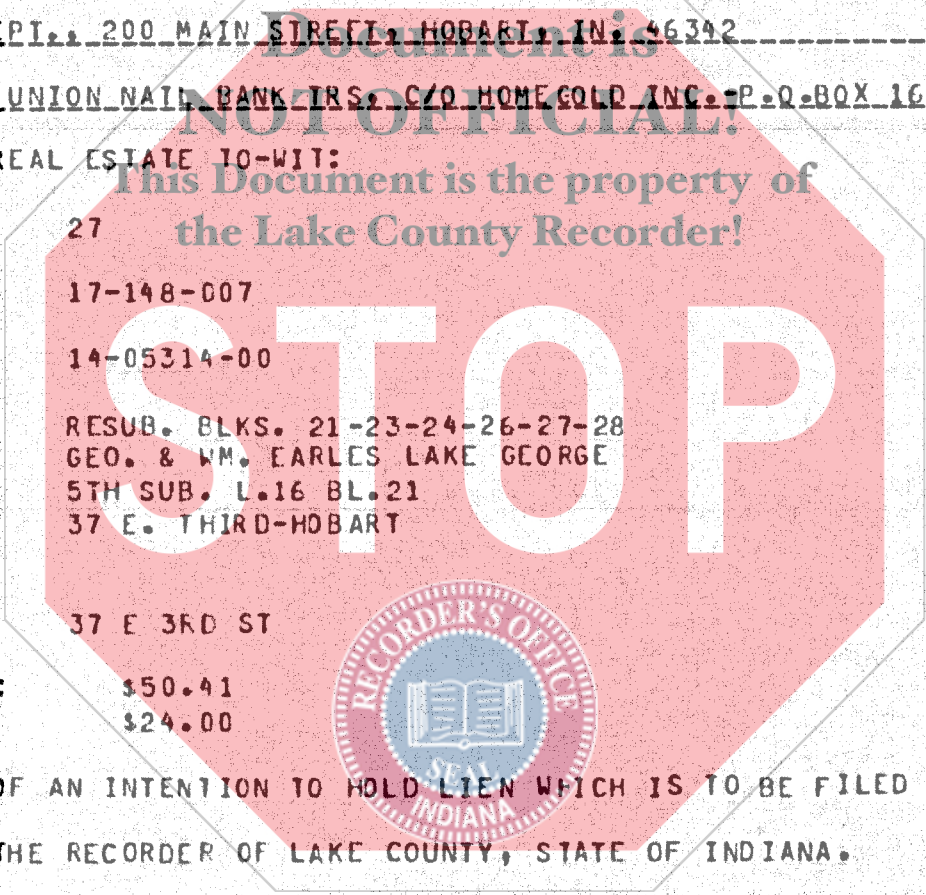 EPT., 200 MAIN STREET, HOBART, IN. 46342
Document is
UNION NATL BANK TRS, C/O HOMEGOLD INC. P.O.BOX 16
NOT OFFICIAL!
REAL ESTATE TO-WIT:
This Document is the property of
27
the Lake County Recorder!
17-148-007
STOP
14-05314-00
RESUB. BLKS. 21-23-24-26-27-28
GEO. & WM. EARLES LAKE GEORGE
5TH SUB. L.16 BL.21
37 E. THIRD-HOBART
37 E 3RD ST
RECORDER'S OFFICE
: $50.41
$24.00
SEAL
INDIANA
OF AN INTENTION TO HOLD LIEN WHICH IS TO BE FILED
THE RECORDER OF LAKE COUNTY, STATE OF INDIANA.